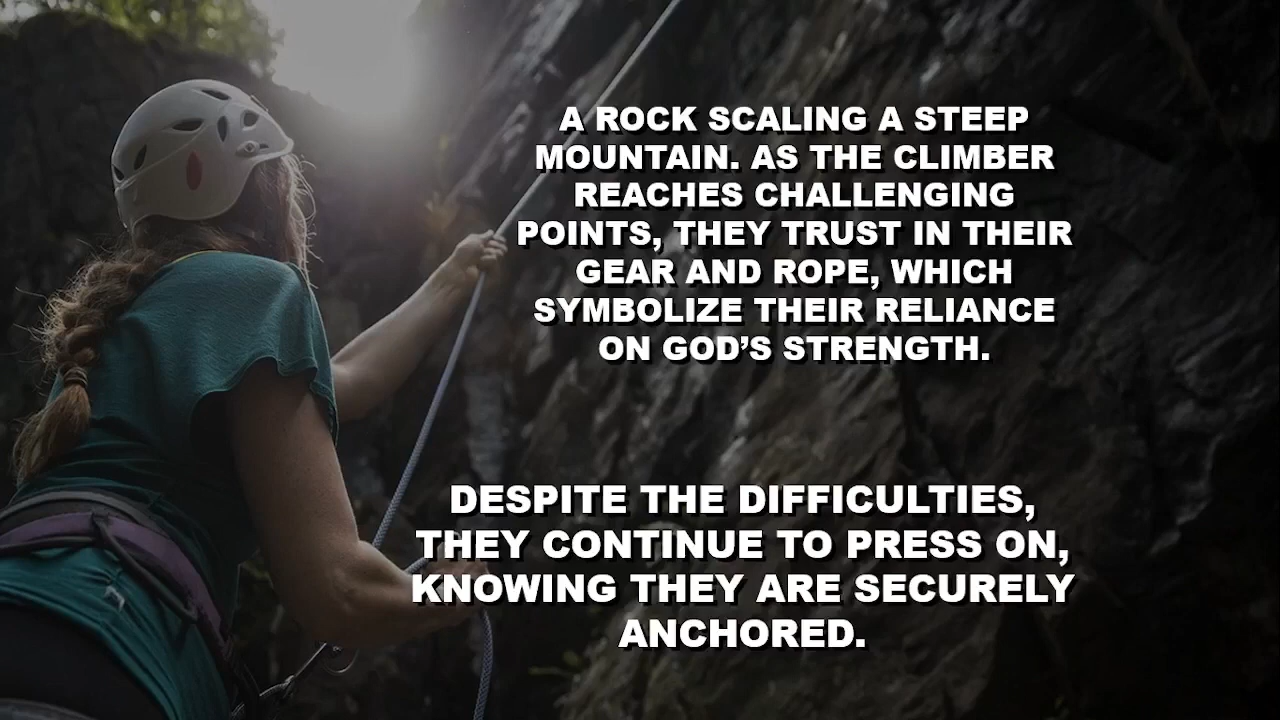 A ROCK SCALING A STEEP
MOUNTAIN. AS THE CLIMBER
REACHES CHALLENGING
POINTS, THEY TRUST IN THEIR
GEAR AND ROPE, WHICH
SYMBOLIZE THEIR RELIANCE
ON GOD’S STRENGTH.
DESPITE THE DIFFICULTIES,
THEY CONTINUE TO PRESS ON,
KNOWING THEY ARE SECURELY
ANCHORED.